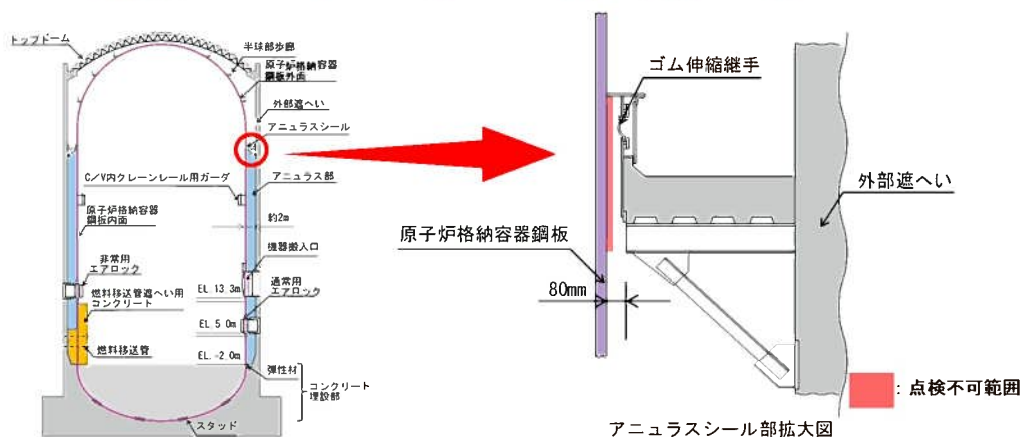 トップドーム
半球部歩廊
原子炉格納容器
鋼板外面
外部遮へい
アニュラスシール
C/V内クレーンレール用ガーダ
アニュラス部
原子炉格納容器
鋼板内面
約2m
機器搬入口
非常用
エアロック
通常用
エアロック
燃料移送管遮へい用
コンクリート
EL.13.3m
EL.5.0m
燃料移送管
EL.-2.0m
弾性材
コンクリート
埋設部
スタッド
ゴム伸縮継手
外部遮へい
原子炉格納容器鋼板
80mm
：点検不可範囲
アニュラスシール部拡大図